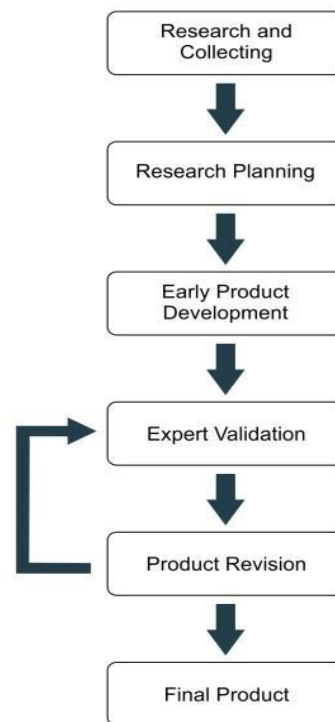 Research and
Collecting
Research Planning
Early Product
Development
Expert Validation
Product Revision
Final Product